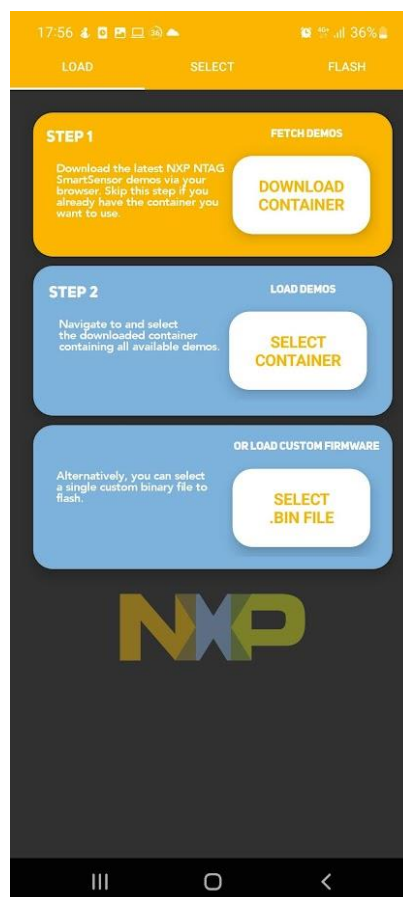 17:56 36%
LOAD SELECT FLASH
STEP 1
FETCH DEMOS
Download the latest NXP NTAG
SmartSensor demos via your
browser. Skip this step if you
already have the container you
want to use.
DOWNLOAD
CONTAINER
STEP 2
LOAD DEMOS
Navigate to and select
the downloaded container
containing all available demos.
SELECT
CONTAINER
OR LOAD CUSTOM FIRMWARE
Alternatively, you can select
a single custom binary file to
flash.
SELECT
.BIN FILE
NXP